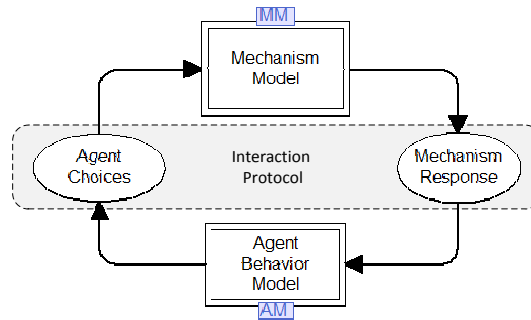 MM
Mechanism
Model
Agent
Choices
Interaction
Protocol
Mechanism
Response
Agent
Behavior
Model
AM